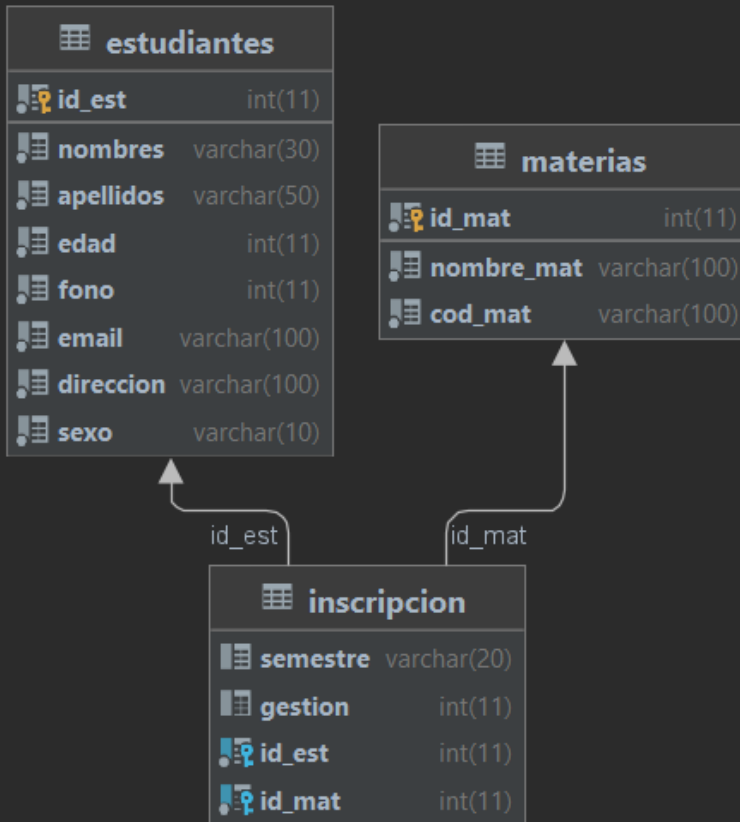 estudiantes
id_est int(11)
nombres varchar(30)
apellidos varchar(50)
edad int(11)
fono int(11)
email varchar(100)
direccion varchar(100)
sexo varchar(10)
materias
id_mat int(11)
nombre_mat varchar(100)
cod_mat varchar(100)
id_est
id_mat
inscripcion
semestre varchar(20)
gestion int(11)
id_est int(11)
id_mat int(11)